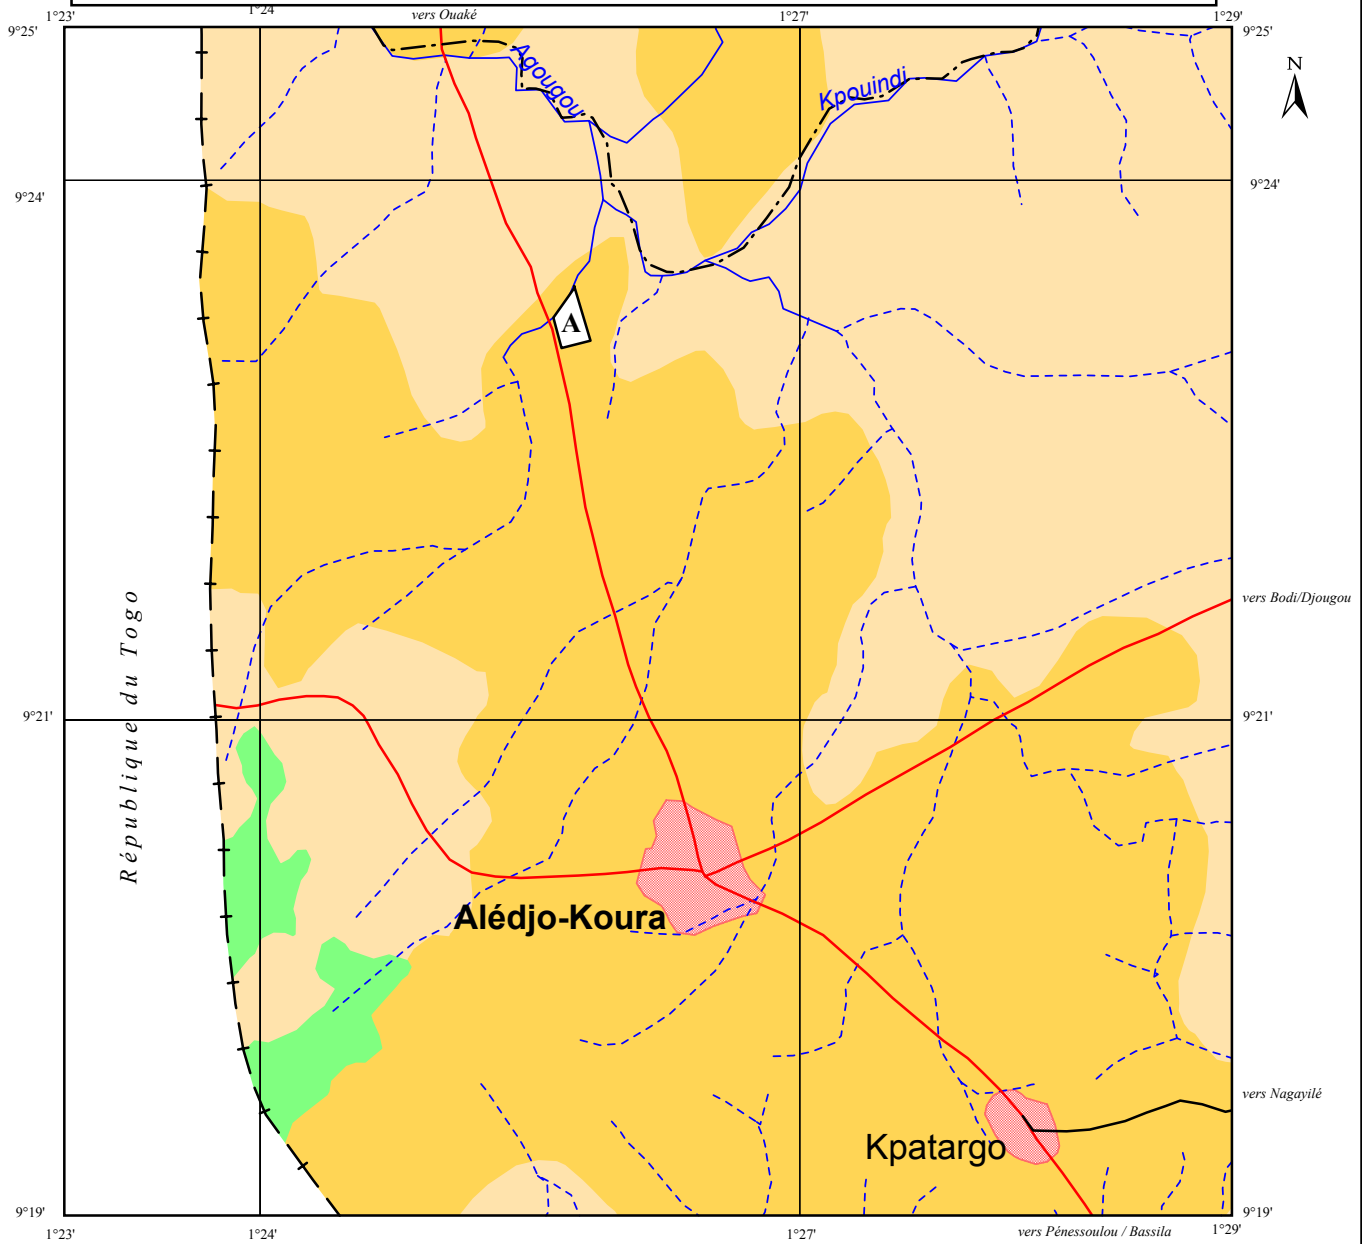 1°23'
1°24'
vers Ouaké
1°27'
1°29'
9°25'
9°25'
N
Agougou
Kpouindi
9°24'
9°24'
A
République du Togo
vers Bodi/Djougou
9°21'
9°21'
Alédjo-Koura
vers Nagayilé
Kpatargo
9°19'
9°19'
1°23'
1°24'
1°27'
vers Pénessoulou / Bassila
1°29'